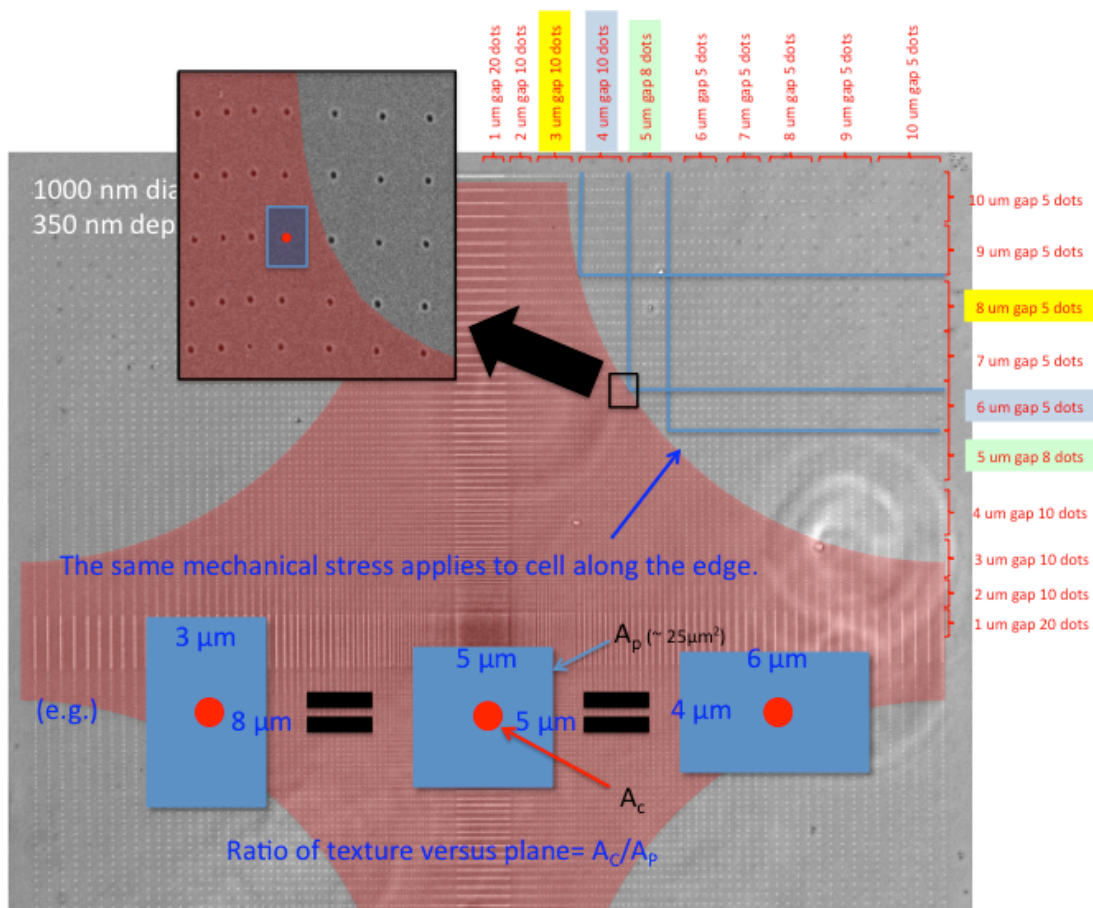 1 um gap 20 dots
2 um gap 10 dots
3 um gap 10 dots
4 um gap 10 dots
5 um gap 8 dots
6 um gap 5 dots
7 um gap 5 dots
8 um gap 5 dots
9 um gap 5 dots
10 um gap 5 dots
1000 nm dia
350 nm dep
10 um gap 5 dots
9 um gap 5 dots
8 um gap 5 dots
7 um gap 5 dots
6 um gap 5 dots
5 um gap 8 dots
4 um gap 10 dots
3 um gap 10 dots
2 um gap 10 dots
1 um gap 20 dots
The same mechanical stress applies to cell along the edge.
(e.g.)
3 μm
8 μm
5 μm
5 μm
Ap (~ 25μm²)
Ac
6 μm
4 μm
Ratio of texture versus plane= AC/AP